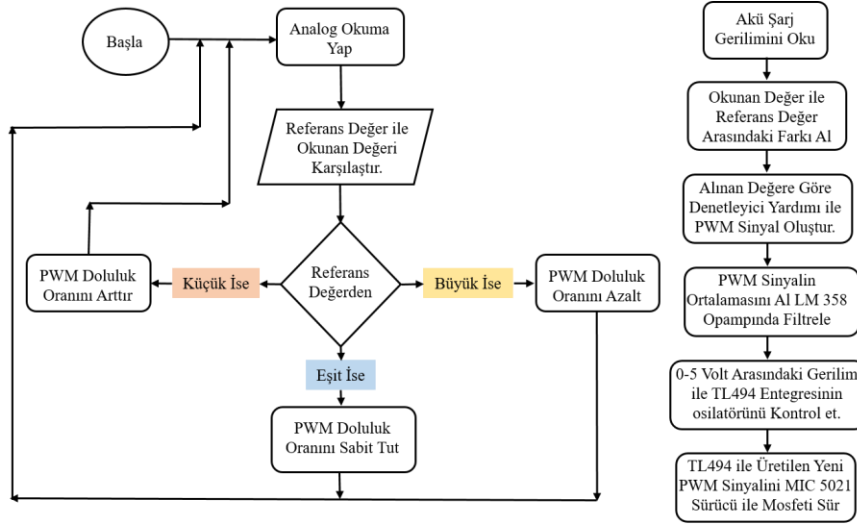 Başla
Analog Okuma
Yap
Referans Değer ile
Okunan Değeri
Karşılaştır.
Referans
Değerden
Küçük İse
PWM Doluluk
Oranını Arttır
Büyük İse
PWM Doluluk
Oranını Azalt
Eşit İse
PWM Doluluk
Oranını Sabit Tut
Akü Şarj
Gerilimini Oku
Okunan Değer ile
Referans Değer
Arasındaki Farkı Al
Alınan Değere Göre
Denetleyici Yardımı ile
PWM Sinyal Oluştur.
PWM Sinyalin
Ortalamasını Al LM 358
Opampında Filtrele
0-5 Volt Arasındaki Gerilim
ile TL494 Entegresinin
osilatörünü Kontrol et.
TL494 ile Üretilen Yeni
PWM Sinyalini MIC 5021
Sürücü ile Mosfeti Sür